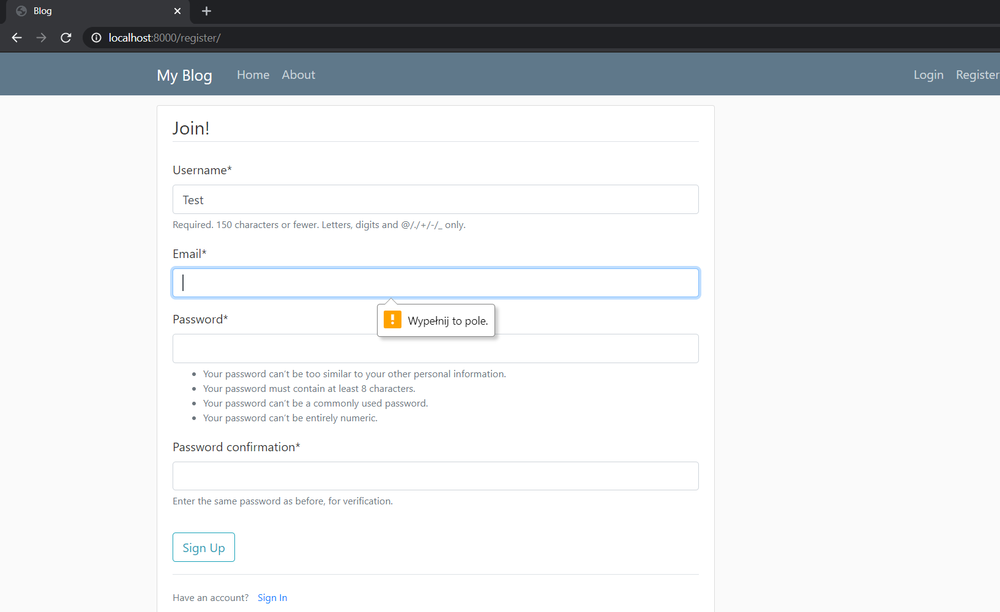 Blog
localhost:8000/register/
My Blog Home About Login Register
Join!
Username*
Test
Required. 150 characters or fewer. Letters, digits and @/./+/-/_ only.
Email*
Wypełnij to pole.
Password*
Your password can’t be too similar to your other personal information.
Your password must contain at least 8 characters.
Your password can’t be a commonly used password.
Your password can’t be entirely numeric.
Password confirmation*
Enter the same password as before, for verification.
Sign Up
Have an account? Sign In